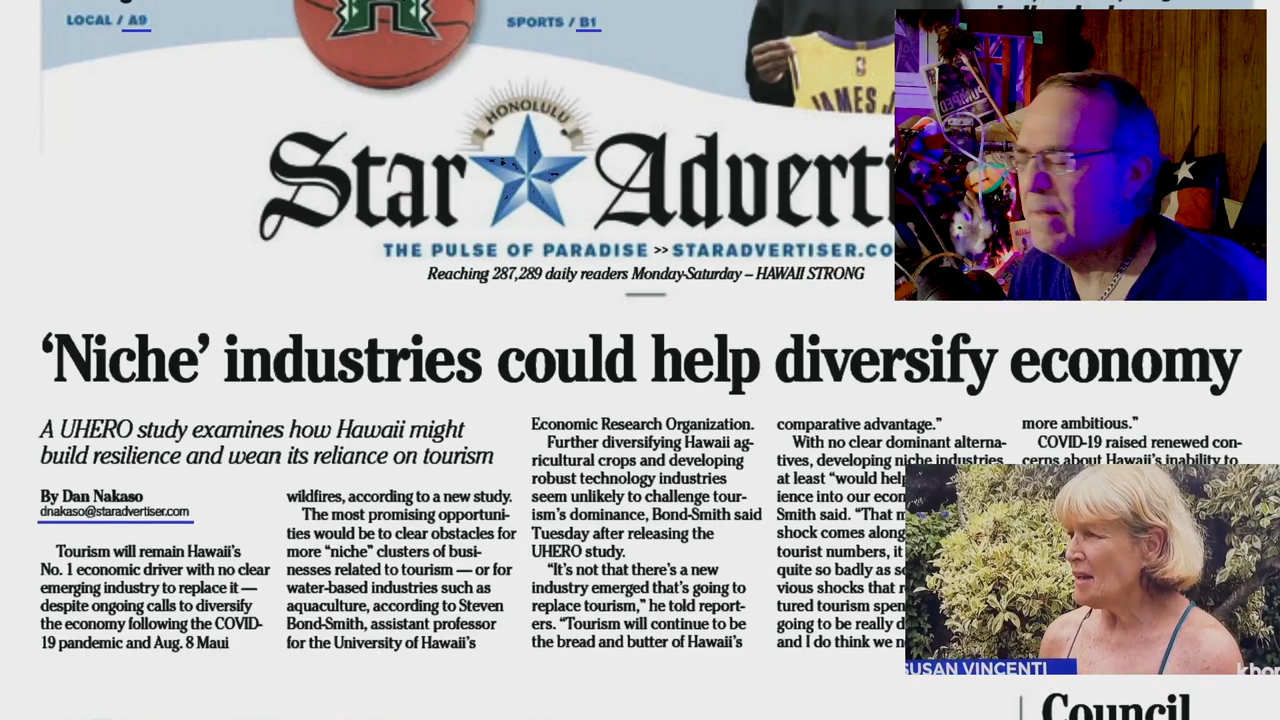 LOCAL / A9
SPORTS / B1
HONOLULU
Star Adverti
THE PULSE OF PARADISE >> STARADVERTISER.CO
Reaching 287,289 daily readers Monday-Saturday – HAWAII STRONG
‘Niche’ industries could help diversify economy
A UHERO study examines how Hawaii might
build resilience and wean its reliance on tourism
By Dan Nakaso
dnakaso@staradvertiser.com
Tourism will remain Hawaii’s
No. 1 economic driver with no clear
emerging industry to replace it —
despite ongoing calls to diversify
the economy following the COVID-
19 pandemic and Aug. 8 Maui
wildfires, according to a new study.
The most promising opportuni-
ties would be to clear obstacles for
more “niche” clusters of busi-
nesses related to tourism — or for
water-based industries such as
aquaculture, according to Steven
Bond-Smith, assistant professor
for the University of Hawaii’s
Economic Research Organization.
Further diversifying Hawaii ag-
ricultural crops and developing
robust technology industries
seem unlikely to challenge tour-
ism’s dominance, Bond-Smith said
Tuesday after releasing the
UHERO study.
“It’s not that there’s a new
industry emerged that’s going to
replace tourism,” he told report-
ers. “Tourism will continue to be
the bread and butter of Hawaii’s
comparative advantage.”
With no clear dominant alterna-
tives, developing niche industries
at least “would help
ience into our econ
Smith said. “That m
shock comes along
tourist numbers, it
quite so badly as so
vious shocks that r
tured tourism spen
going to be really d
and I do think we n
more ambitious.”
COVID-19 raised renewed con-
cerns about Hawaii’s inability to
JAMES J
PUMPED
SUSAN VINCENTI
khon
Council